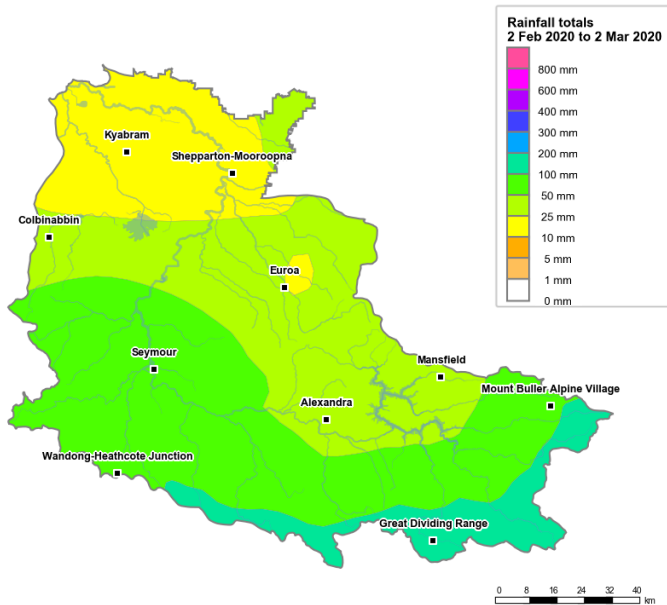 Rainfall totals
2 Feb 2020 to 2 Mar 2020
800 mm
600 mm
400 mm
300 mm
200 mm
100 mm
50 mm
25 mm
10 mm
5 mm
1 mm
0 mm
Kyabram
Shepparton-Mooroopna
Colbinabbin
Euroa
Seymour
Mansfield
Mount Buller Alpine Village
Alexandra
Wandong-Heathcote Junction
Great Dividing Range
0 8 16 24 32 40
km